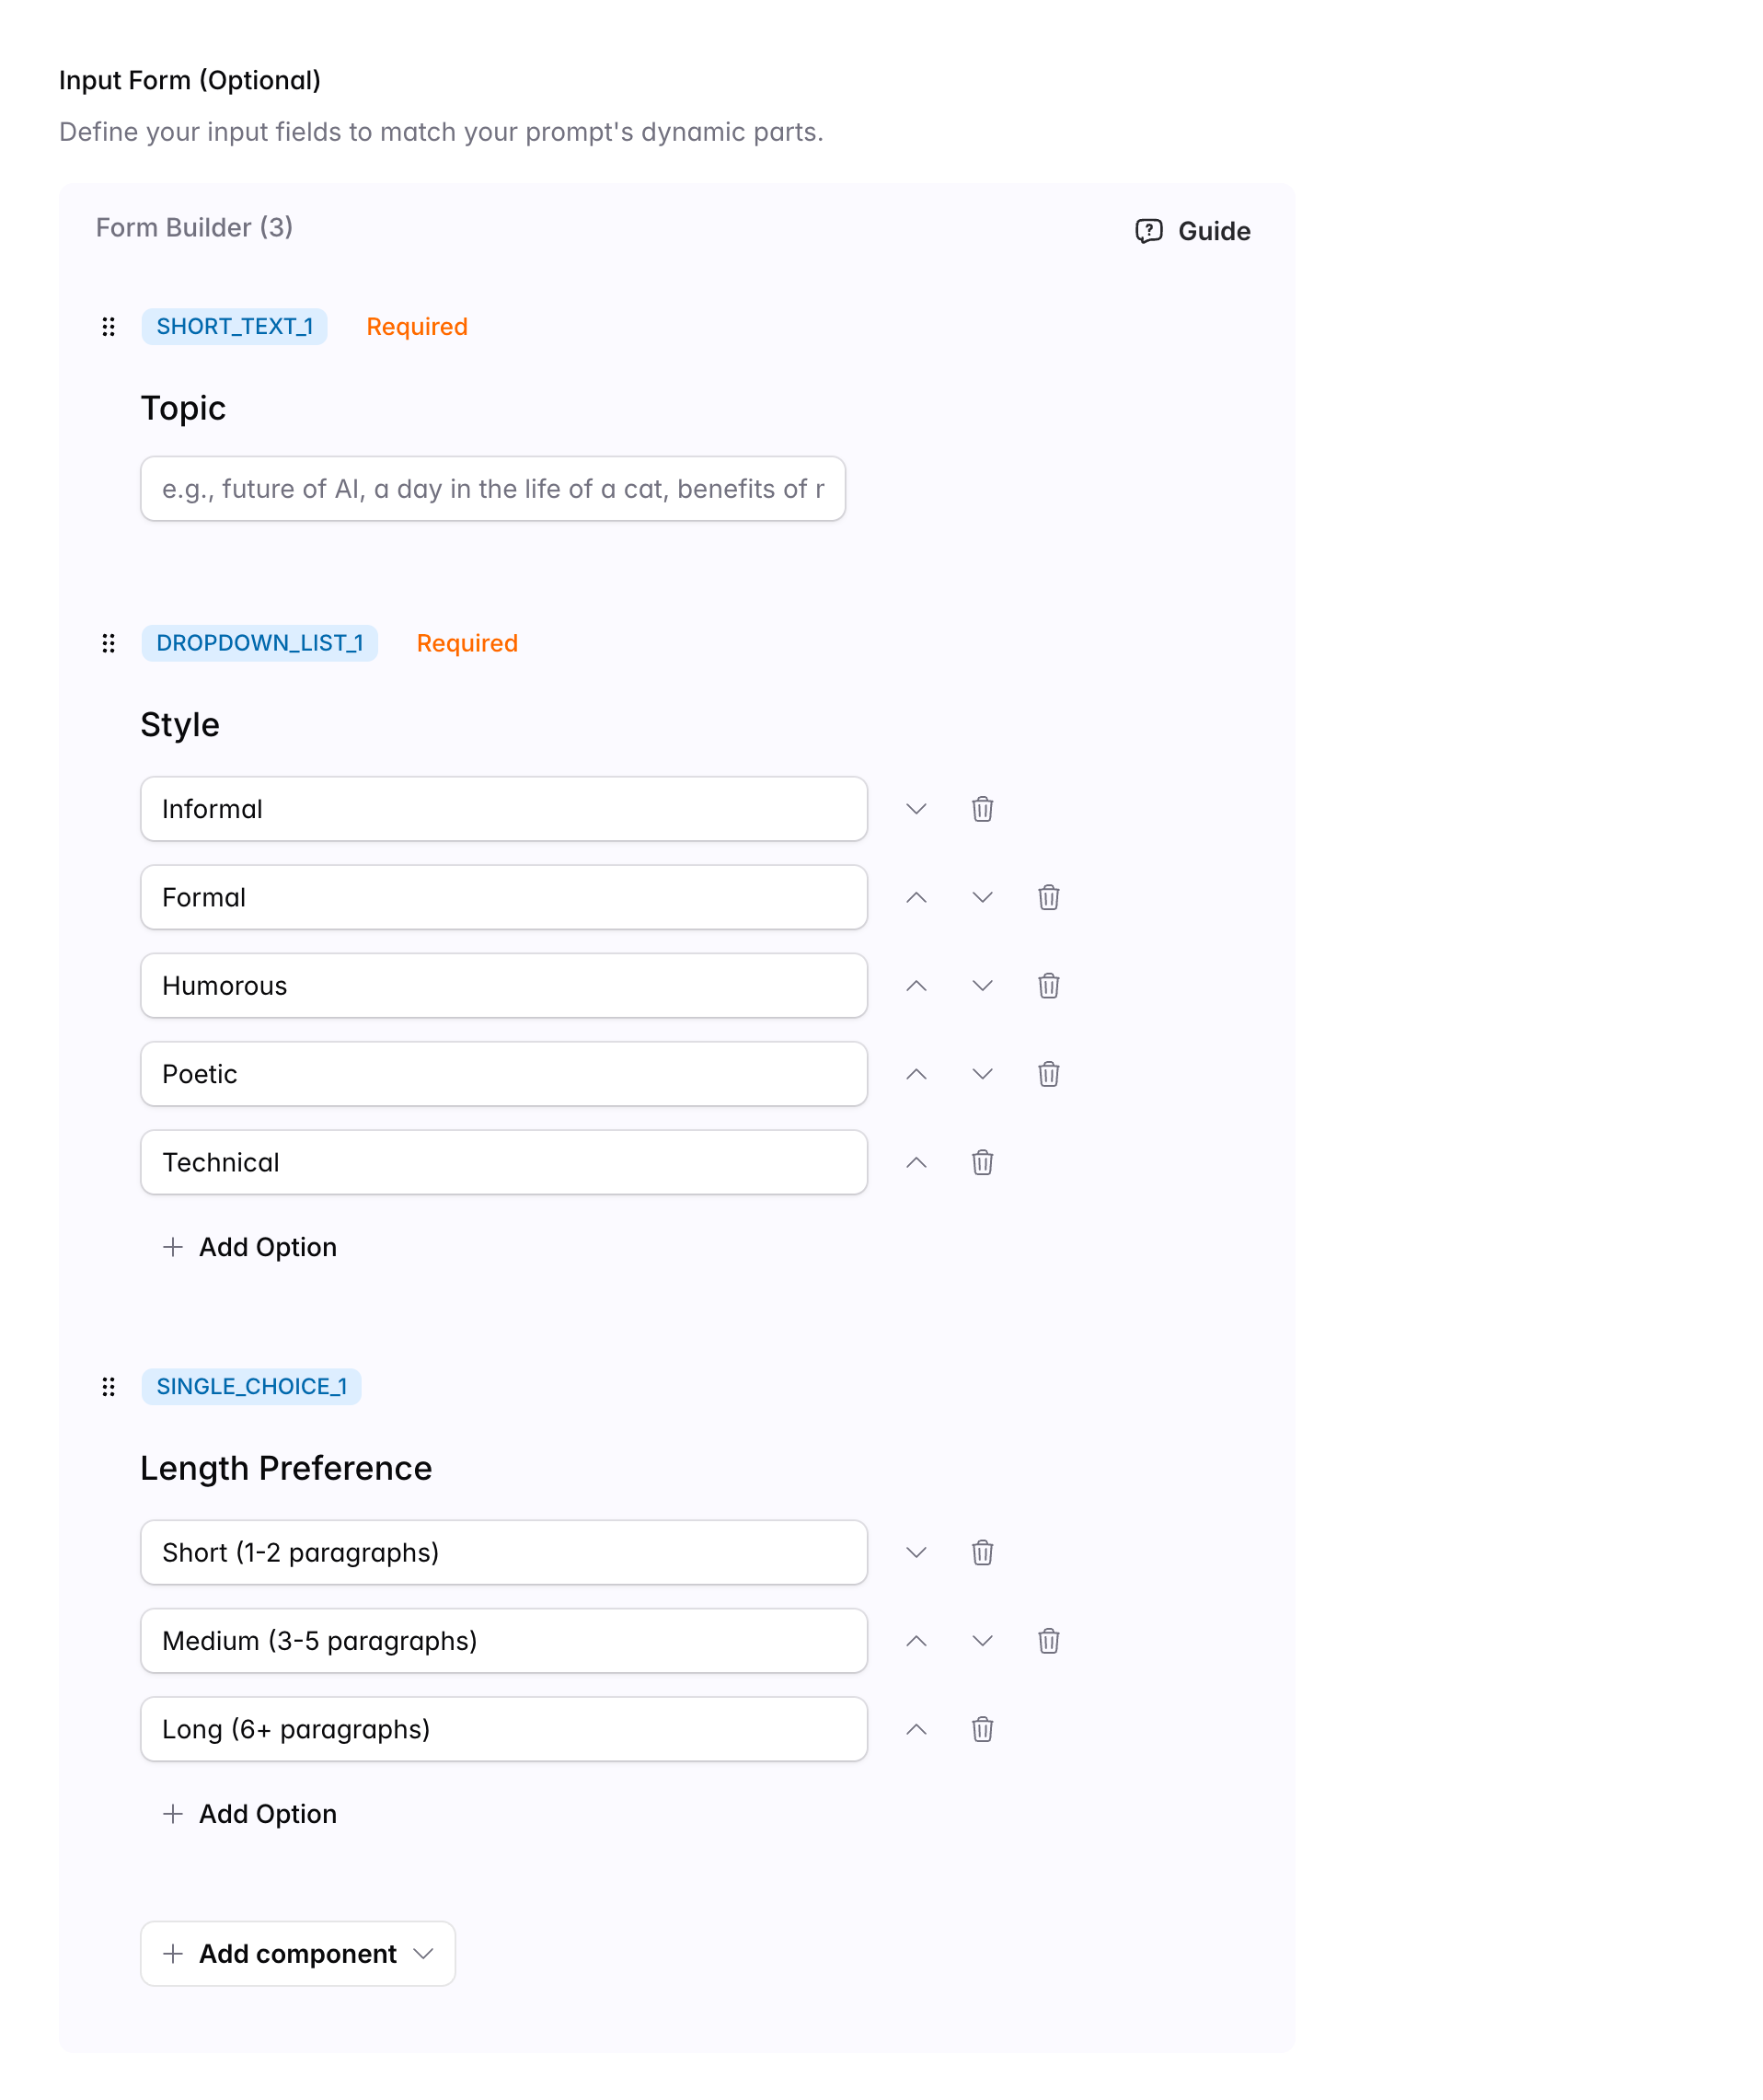 Input Form (Optional)
Define your input fields to match your prompt's dynamic parts.
Form Builder (3)
Guide
SHORT_TEXT_1 Required
Topic
e.g., future of AI, a day in the life of a cat, benefits of r
DROPDOWN_LIST_1 Required
Style
Informal
Formal
Humorous
Poetic
Technical
Add Option
SINGLE_CHOICE_1
Length Preference
Short (1-2 paragraphs)
Medium (3-5 paragraphs)
Long (6+ paragraphs)
Add Option
Add component